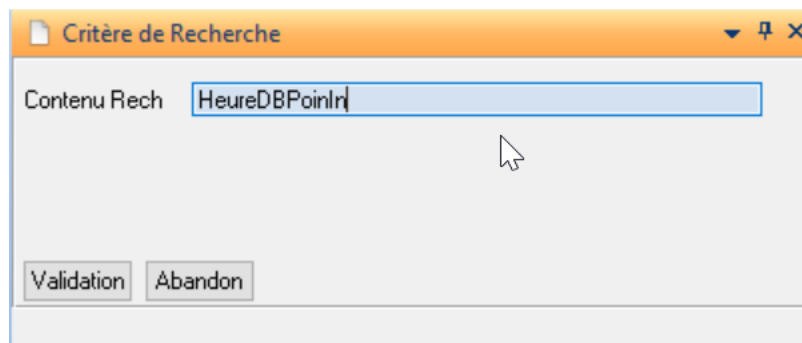 Critère de Recherche
Contenu Rech HeureDBPoinIn
Validation Abandon